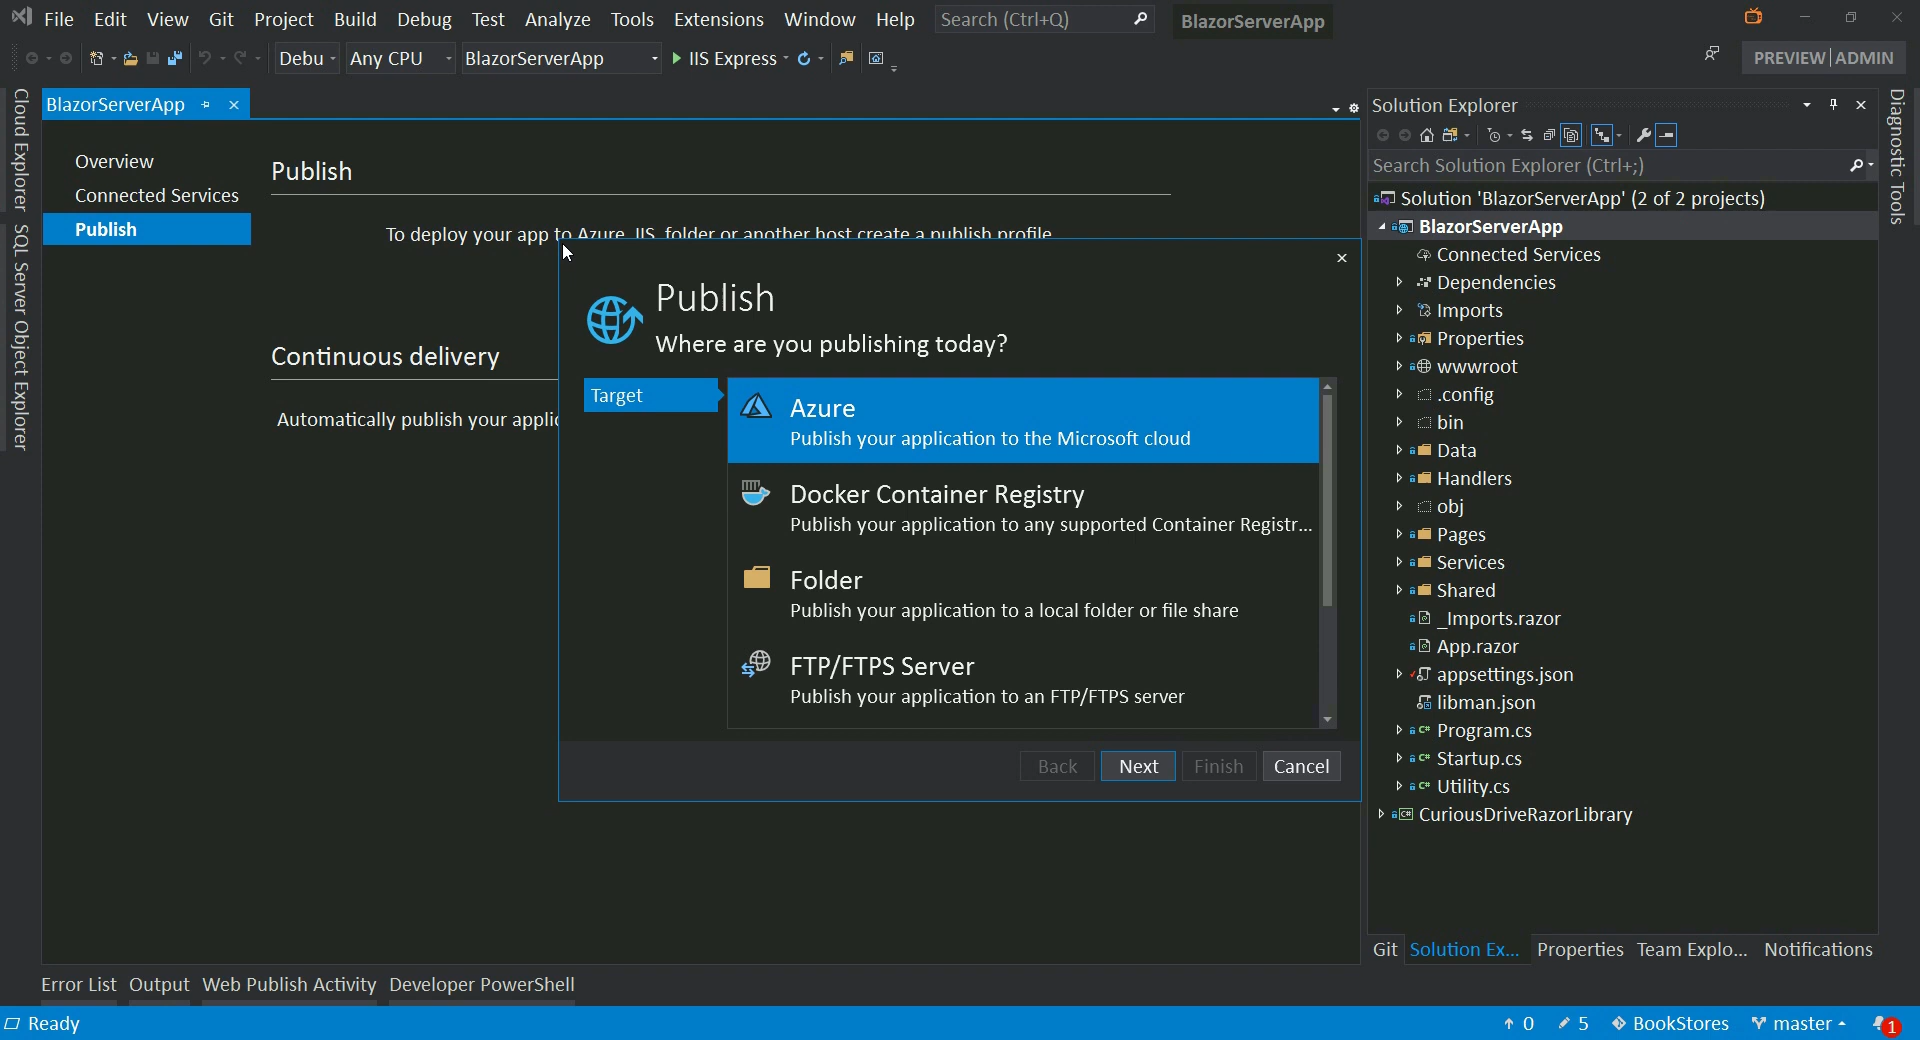 File Edit View Git Project Build Debug Test Analyze Tools Extensions Window Help Search (Ctrl+Q) BlazorServerApp
Debu Any CPU BlazorServerApp IIS Express PREVIEW ADMIN
Cloud Explorer
SQL Server Object Explorer
BlazorServerApp
Overview
Connected Services
Publish
Publish
To deploy your app to Azure, IIS, folder or another host create a publish profile
Continuous delivery
Automatically publish your applic
Publish
Where are you publishing today?
Target
Azure
Publish your application to the Microsoft cloud
Docker Container Registry
Publish your application to any supported Container Registr...
Folder
Publish your application to a local folder or file share
FTP/FTPS Server
Publish your application to an FTP/FTPS server
Back Next Finish Cancel
Solution Explorer
Search Solution Explorer (Ctrl+;)
Solution 'BlazorServerApp' (2 of 2 projects)
BlazorServerApp
Connected Services
Dependencies
Imports
Properties
wwwroot
.config
bin
Data
Handlers
obj
Pages
Services
Shared
_Imports.razor
App.razor
appsettings.json
libman.json
C# Program.cs
C# Startup.cs
C# Utility.cs
C# CuriousDriveRazorLibrary
Git Solution Ex... Properties Team Explo... Notifications
Diagnostic Tools
Error List Output Web Publish Activity Developer PowerShell
Ready 0 5 BookStores master 1